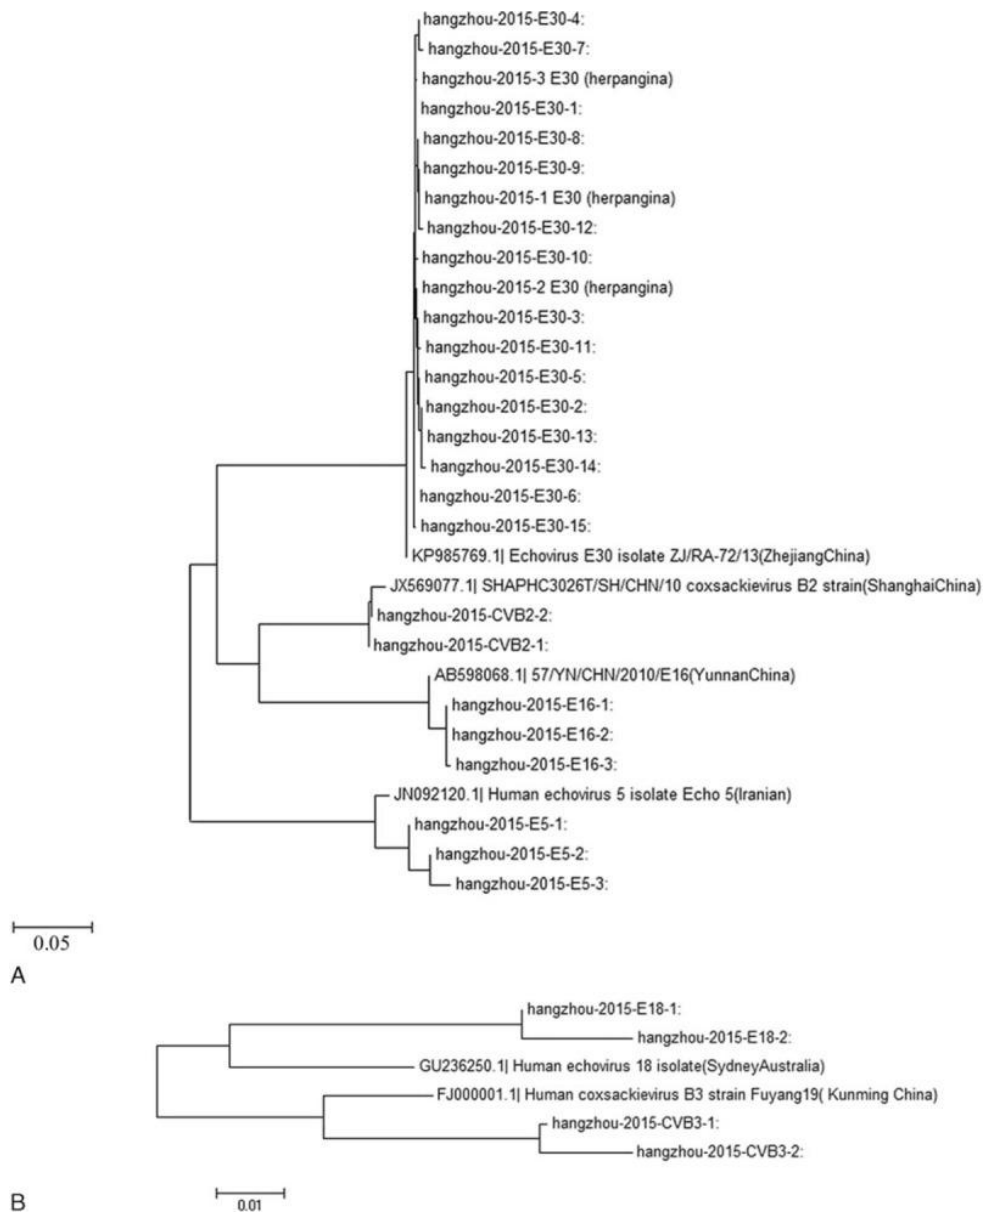 hangzhou-2015-E30-4:
hangzhou-2015-E30-7:
hangzhou-2015-3 E30 (herpangina)
hangzhou-2015-E30-1:
hangzhou-2015-E30-8:
hangzhou-2015-E30-9:
hangzhou-2015-1 E30 (herpangina)
hangzhou-2015-E30-12:
hangzhou-2015-E30-10:
hangzhou-2015-2 E30 (herpangina)
hangzhou-2015-E30-3:
hangzhou-2015-E30-11:
hangzhou-2015-E30-5:
hangzhou-2015-E30-2:
hangzhou-2015-E30-13:
hangzhou-2015-E30-14:
hangzhou-2015-E30-6:
hangzhou-2015-E30-15:
KP985769.1| Echovirus E30 isolate ZJ/RA-72/13(ZhejiangChina)
JX569077.1| SHAPHC3026T/SH/CHN/10 coxsackievirus B2 strain(ShanghaiChina)
hangzhou-2015-CVB2-2:
hangzhou-2015-CVB2-1:
AB598068.1| 57/YN/CHN/2010/E16(YunnanChina)
hangzhou-2015-E16-1:
hangzhou-2015-E16-2:
hangzhou-2015-E16-3:
JN092120.1| Human echovirus 5 isolate Echo 5(Iranian)
hangzhou-2015-E5-1:
hangzhou-2015-E5-2:
hangzhou-2015-E5-3:
0.05
A
hangzhou-2015-E18-1:
hangzhou-2015-E18-2:
GU236250.1| Human echovirus 18 isolate(SydneyAustralia)
FJ000001.1| Human coxsackievirus B3 strain Fuyang19( Kunming China)
hangzhou-2015-CVB3-1:
hangzhou-2015-CVB3-2:
0.01
B